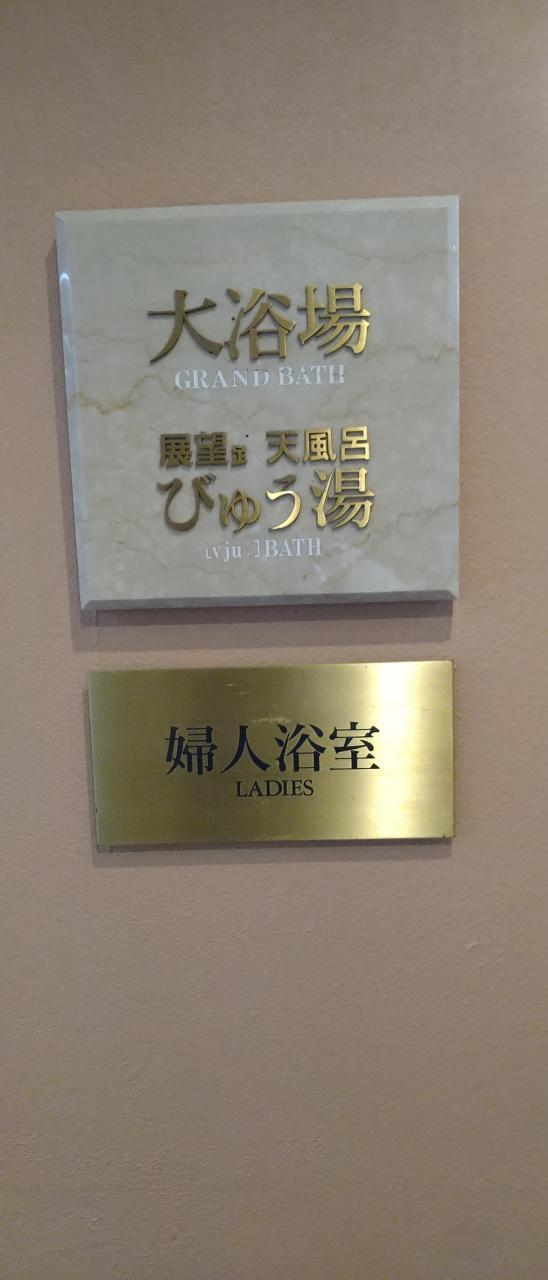 大浴場
GRAND BATH
展望 天風呂
びゅう湯
[vju:]BATH
婦人浴室
LADIES